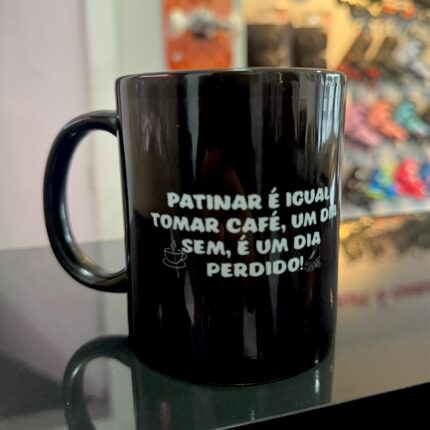 PATINAR É IGUAL
TOMAR CAFÉ, UM DIA
SEM, É UM DIA
PERDIDO!